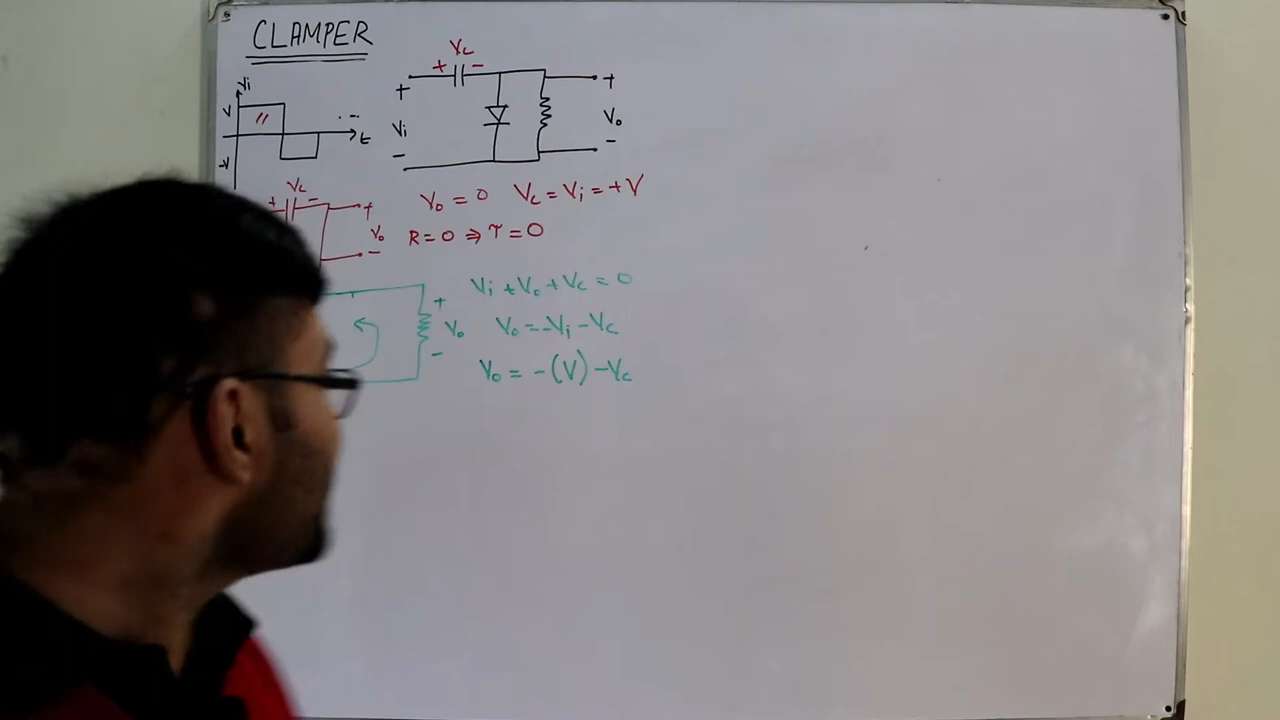 CLAMPER
Vi
V
-V
t
Vc
+ -
+
Vi
-
+
Vo
-
Vc
+ -
+
Vo
-
Vo = 0 Vc = Vi = +V
R = 0 ⇒ τ = 0
+
Vo
-
Vi + Vo + Vc = 0
Vo = -Vi - Vc
Vo = -(V) - Vc